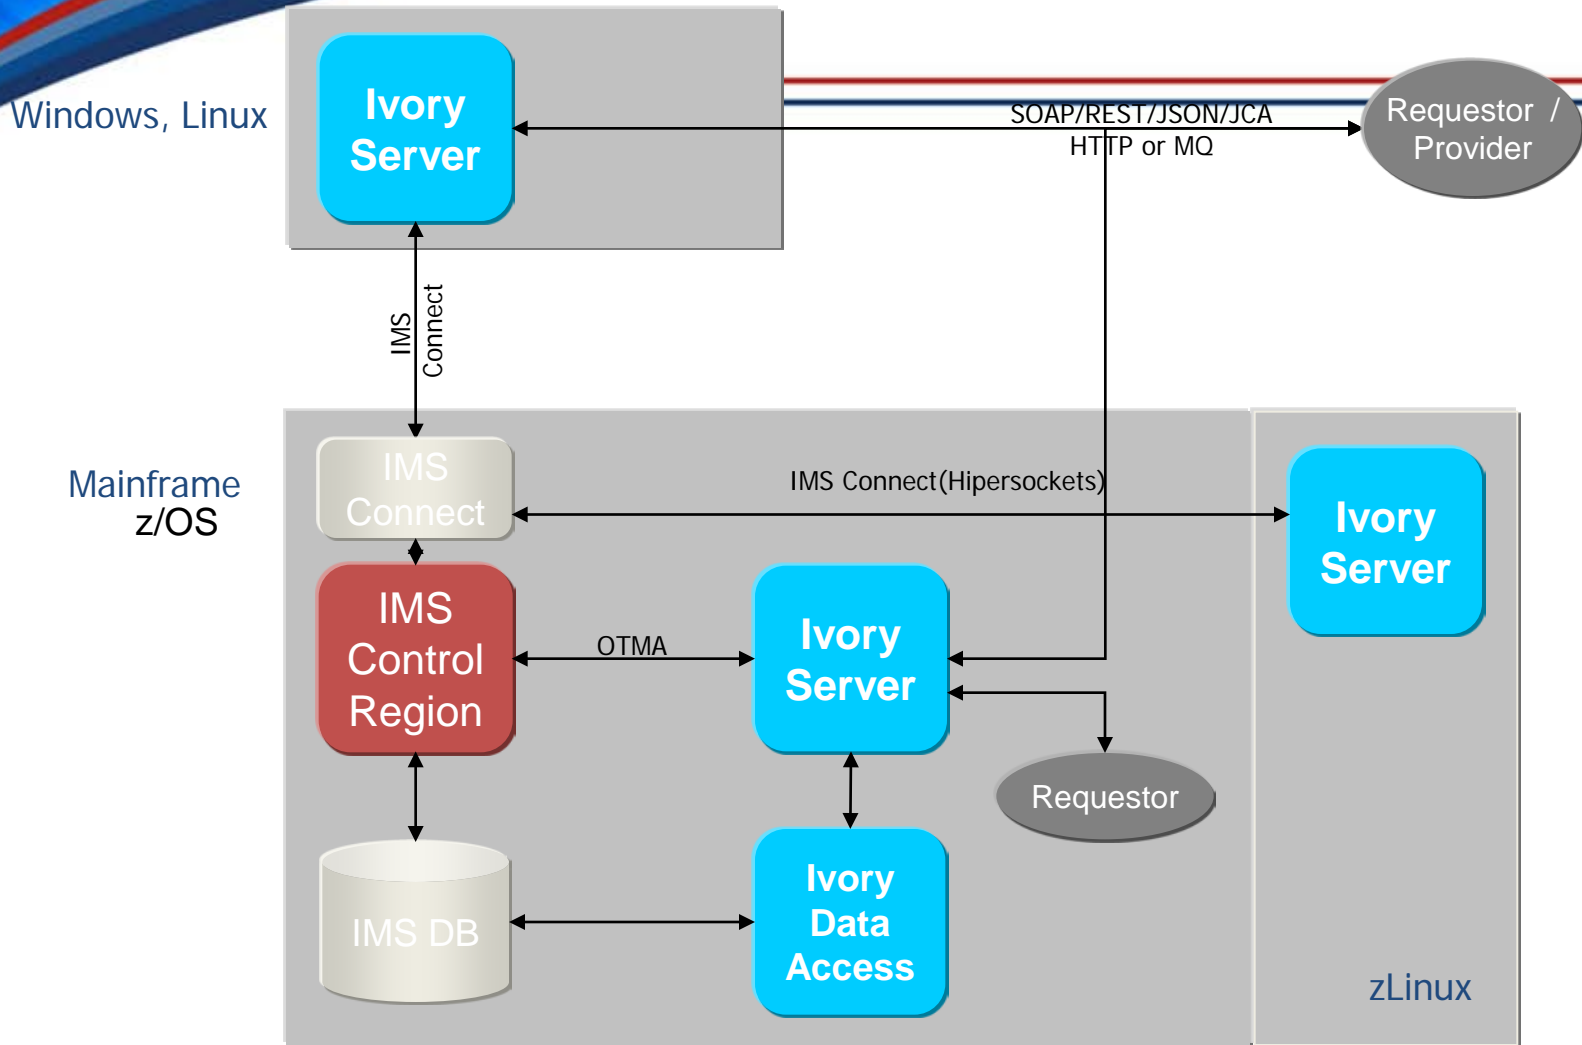 Windows, Linux
Ivory
Server
SOAP/REST/JSON/JCA
HTTP or MQ
Requestor /
Provider
IMS
Connect
Mainframe
z/OS
IMS
Connect
IMS Connect(Hipersockets)
Ivory
Server
IMS
Control
Region
OTMA
Ivory
Server
Requestor
IMS DB
Ivory
Data
Access
zLinux